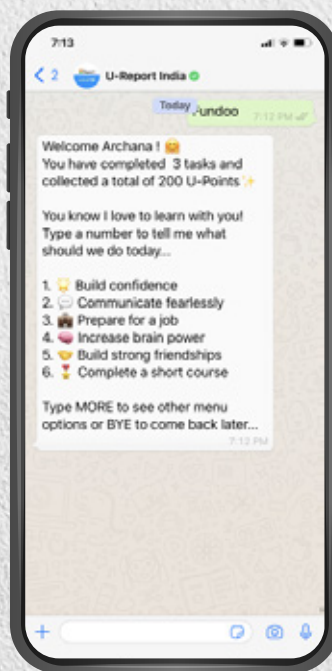 7:13
2 U-Report India
Today
Fundoo 7:12 PM
Welcome Archana !
You have completed 3 tasks and
collected a total of 200 U-Points
You know I love to learn with you!
Type a number to tell me what
should we do today...
1. Build confidence
2. Communicate fearlessly
3. Prepare for a job
4. Increase brain power
5. Build strong friendships
6. Complete a short course
Type MORE to see other menu
options or BYE to come back later...
7:12 PM